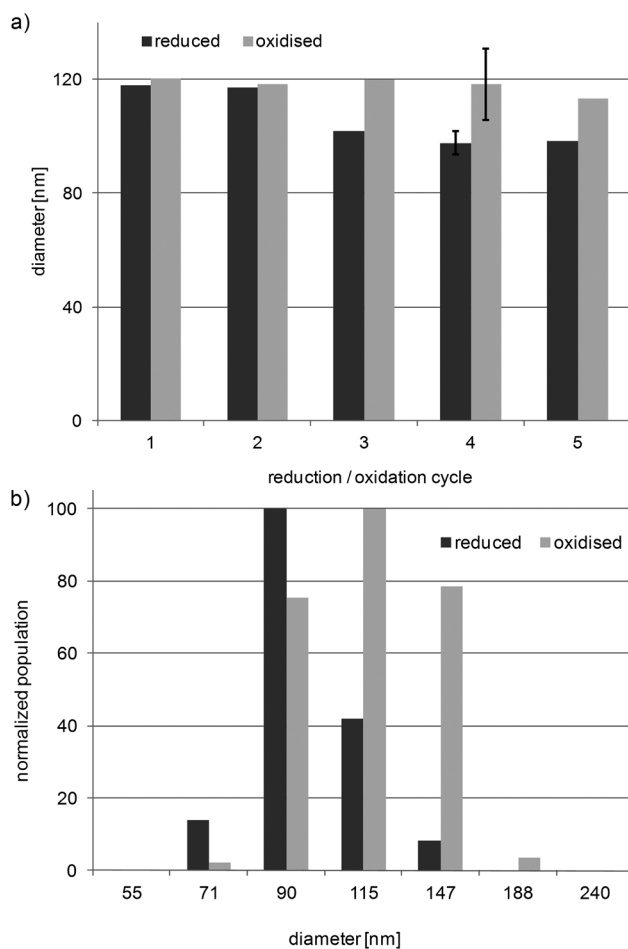 a)
reduced oxidised
120
80
40
0
diameter [nm]
1 2 3 4 5
reduction / oxidation cycle
b)
100
reduced oxidised
80
60
40
20
0
normalized population
55 71 90 115 147 188 240
diameter [nm]